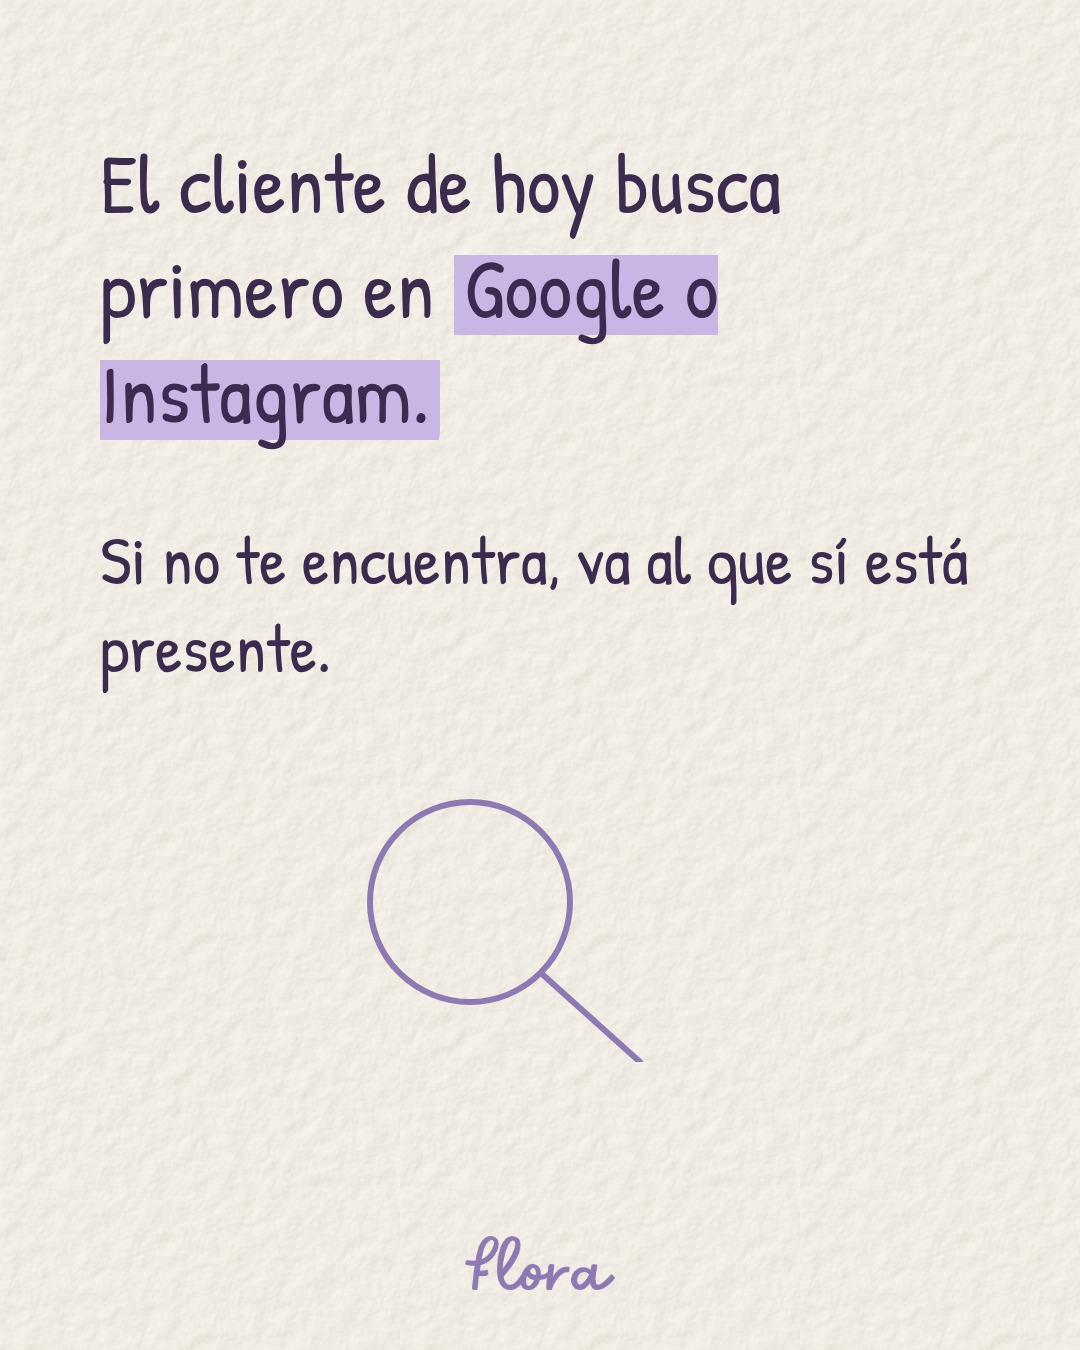 El cliente de hoy busca
primero en Google o
Instagram.
Si no te encuentra, va al que sí está
presente.
flora